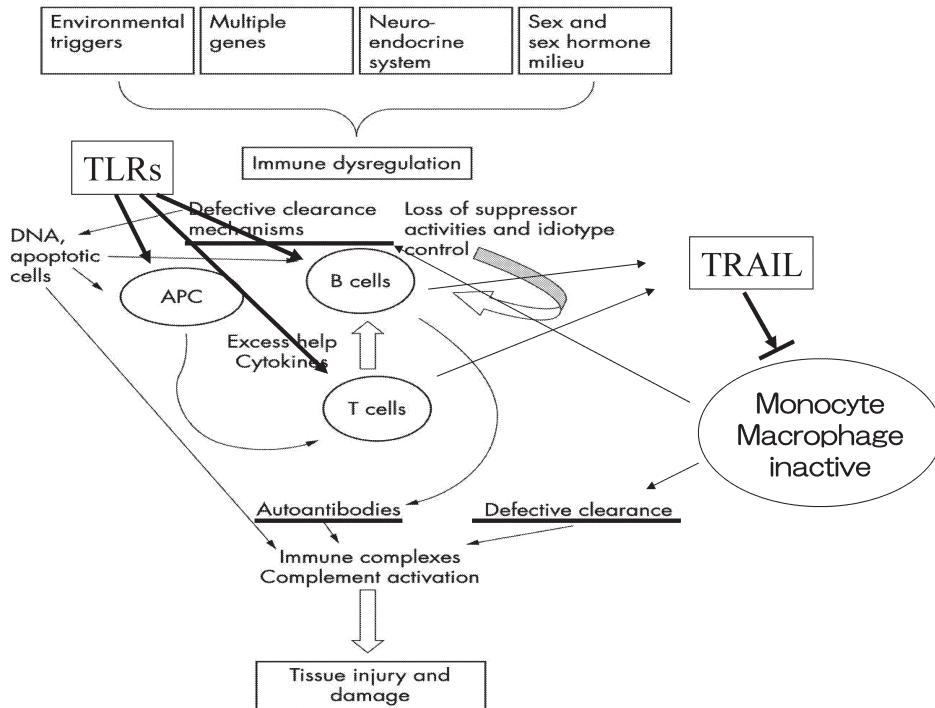 Environmental
triggers
Multiple
genes
Neuro-
endocrine
system
Sex and
sex hormone
milieu
TLRs
Immune dysregulation
Defective clearance
mechanisms
Loss of suppressor
activities and idiotype
control
DNA,
apoptotic
cells
APC
B cells
TRAIL
Excess help
Cytokines
T cells
Monocyte
Macrophage
inactive
Autoantibodies
Defective clearance
Immune complexes
Complement activation
Tissue injury and
damage